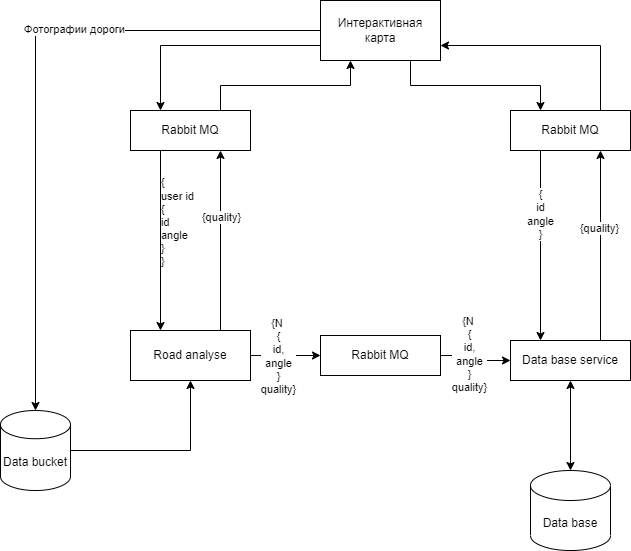 Интерактивная
карта
Фотографии дороги
Rabbit MQ
Rabbit MQ
{
user id
{
id
angle
}
}
{quality}
{
id
angle
}
{quality}
Road analyse
{N
{
id,
angle
}
quality}
Rabbit MQ
{N
{
id,
angle
}
quality}
Data base service
Data bucket
Data base